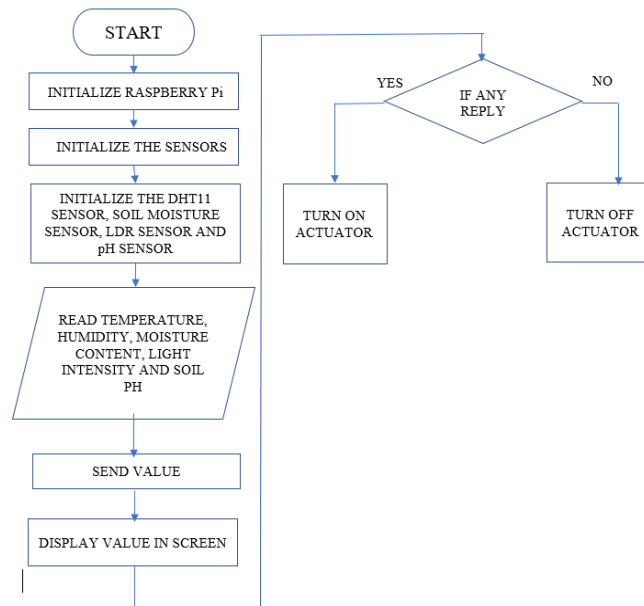 START
INITIALIZE RASPBERRY Pi
INITIALIZE THE SENSORS
INITIALIZE THE DHT11
SENSOR, SOIL MOISTURE
SENSOR, LDR SENSOR AND
pH SENSOR
READ TEMPERATURE,
HUMIDITY, MOISTURE
CONTENT, LIGHT
INTENSITY AND SOIL
PH
SEND VALUE
DISPLAY VALUE IN SCREEN
IF ANY
REPLY
YES
NO
TURN ON
ACTUATOR
TURN OFF
ACTUATOR